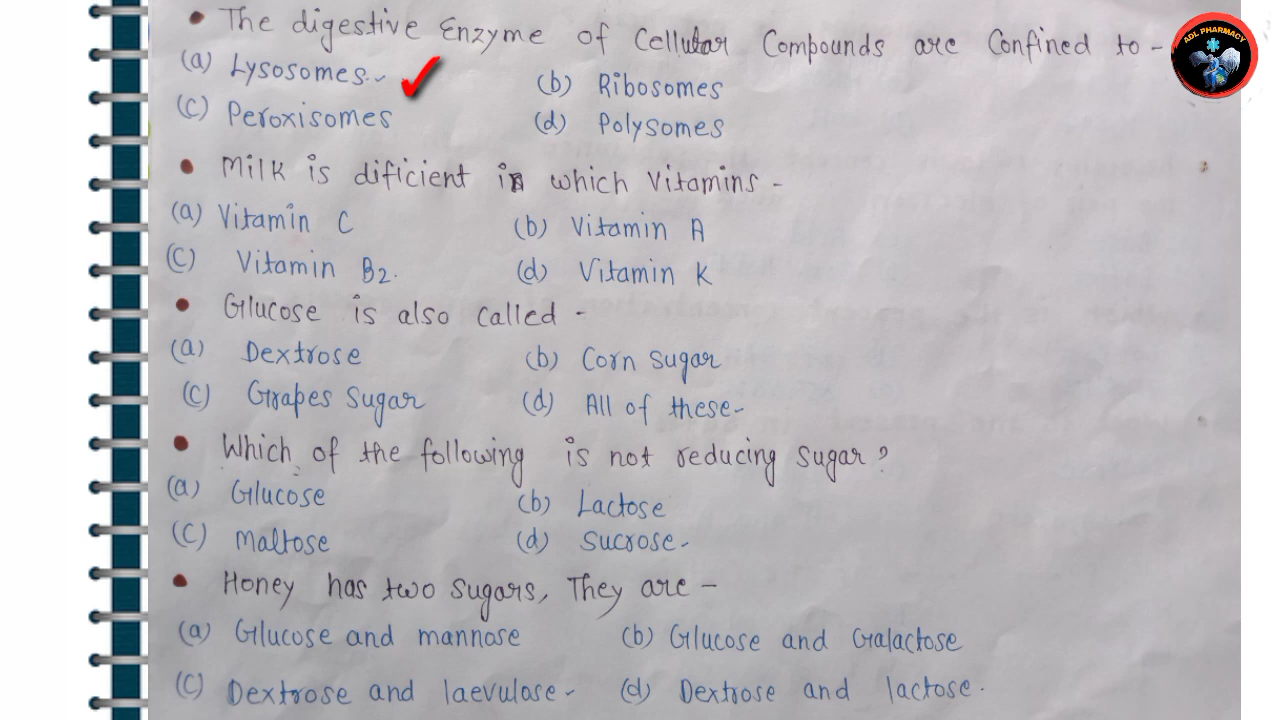 • The digestive Enzyme of Cellular Compounds are Confined to -
(a) Lysosomes - (b) Ribosomes
(C) Peroxisomes (d) Polysomes
• Milk is dificient in which Vitamins -
(a) Vitamin C (b) Vitamin A
(C) Vitamin B2. (d) Vitamin K
• Glucose is also called -
(a) Dextrose (b) Corn Sugar
(C) Grapes Sugar (d) All of these -
• Which of the following is not reducing Sugar?
(a) Glucose (b) Lactose
(C) Maltose (d) Sucrose -
• Honey has two Sugars, They are -
(a) Glucose and mannose (b) Glucose and Galactose
(C) Dextrose and laevulose - (d) Dextrose and lactose.
ADL PHARMACY